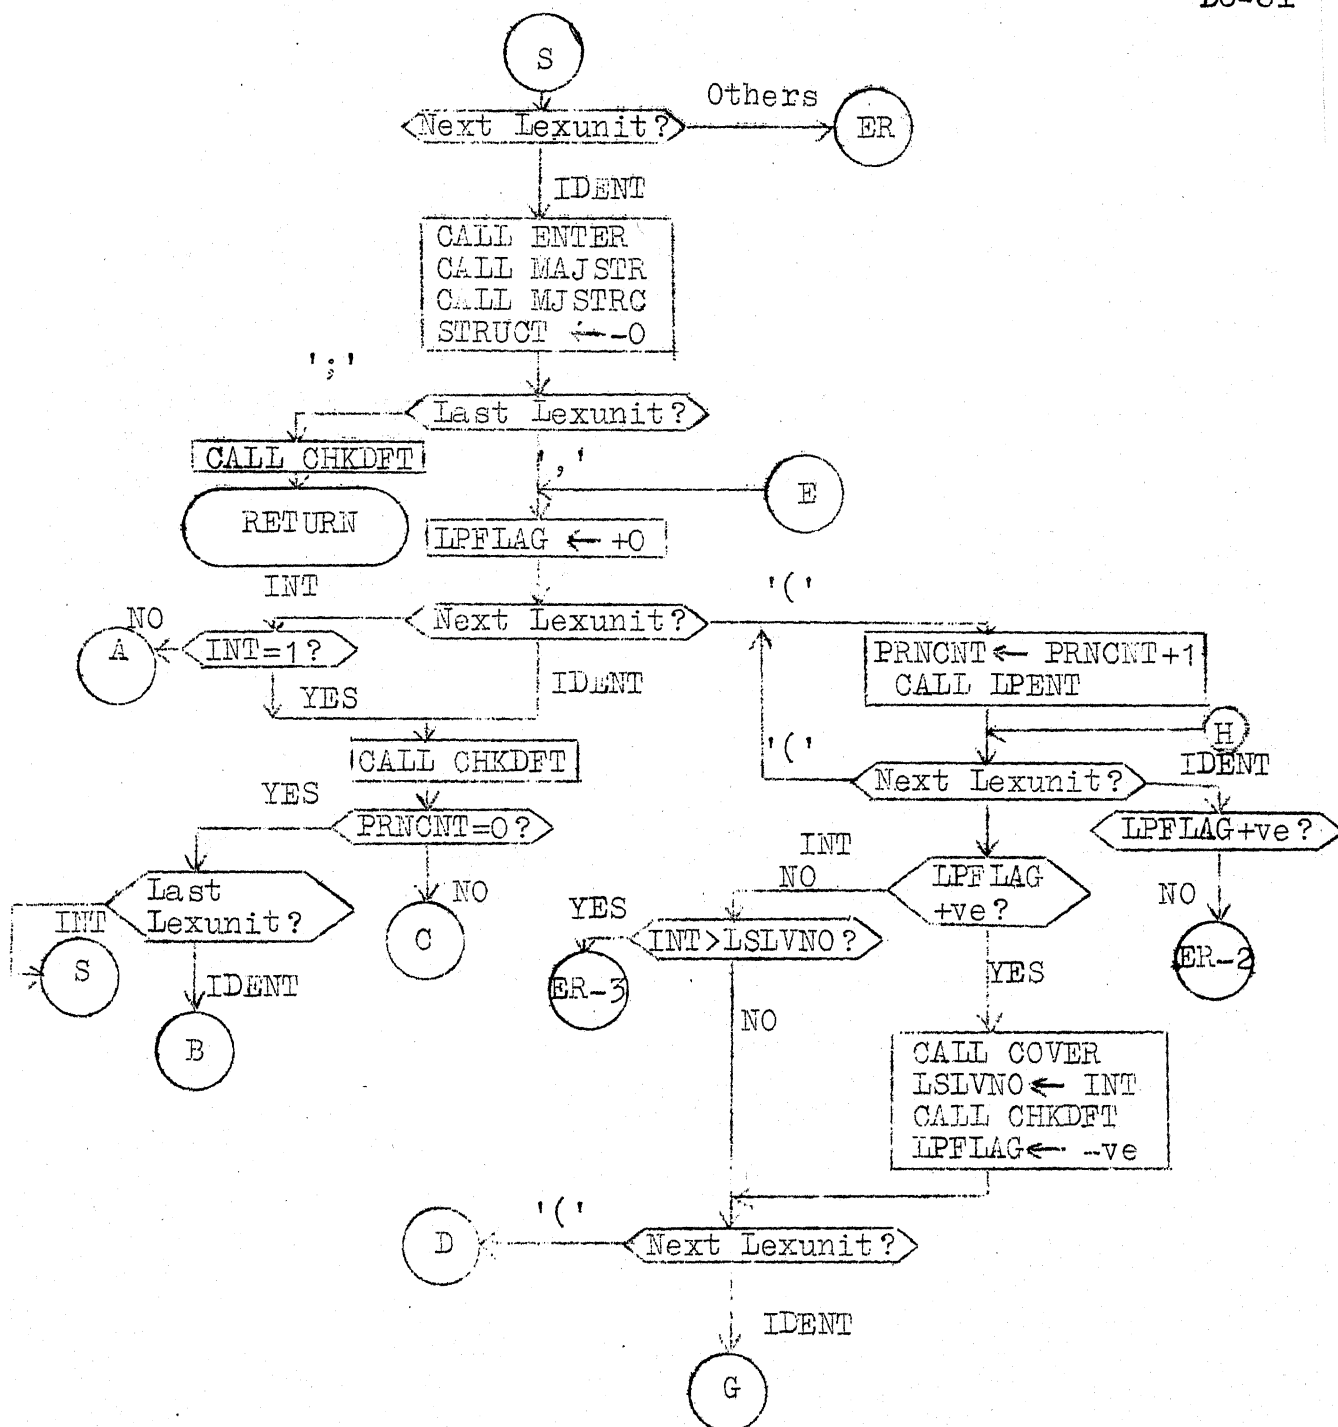 S
Others
Next Lexunit?
ER
IDENT
CALL ENTER
CALL MAJSTR
CALL MJSTRC
STRUCT ←-0
';'
Last Lexunit?
CALL CHKDFT
','
E
RETURN
LPFLAG ← +0
INT
'('
NO
Next Lexunit?
A
INT=1?
PRNCNT← PRNCNT+1
CALL LPENT
YES
IDENT
H
CALL CHKDFT
'('
Next Lexunit?
IDENT
YES
PRNCNT=0?
LPFLAG+ve?
INT
NO
LPFLAG
+ve?
Last
Lexunit?
NO
NO
INT
YES
INT>LSLVNO?
C
S
ER-3
ER-2
IDENT
YES
NO
B
CALL COVER
LSLVNO← INT
CALL CHKDFT
LPFLAG← -ve
'('
D
Next Lexunit?
IDENT
G